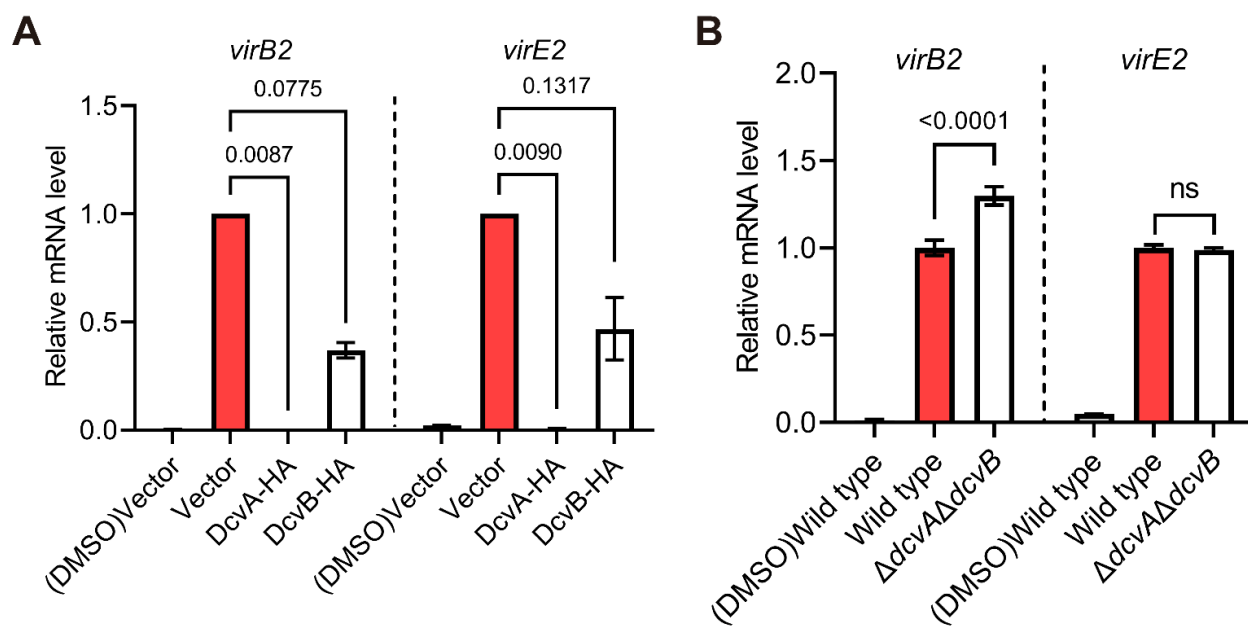 A
virB2
virE2
0.0775
0.1317
0.0087
0.0090
Relative mRNA level
1.5
1.0
0.5
0.0
(DMSO)Vector
Vector
DcvA-HA
DcvB-HA
(DMSO)Vector
Vector
DcvA-HA
DcvB-HA
B
virB2
virE2
<0.0001
ns
Relative mRNA level
2.0
1.5
1.0
0.5
0.0
(DMSO)Wild type
Wild type
ΔdcvAΔdcvB
(DMSO)Wild type
Wild type
ΔdcvAΔdcvB